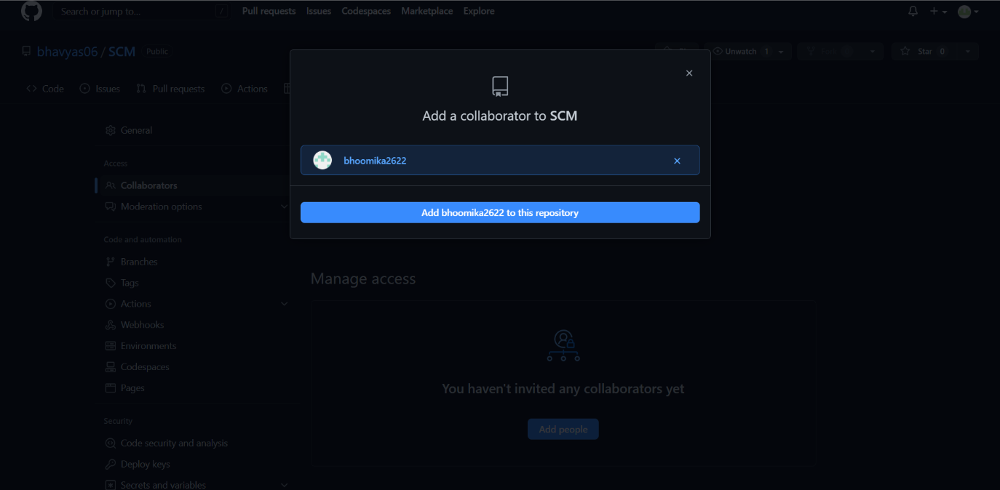 Search or jump to... / Pull requests Issues Codespaces Marketplace Explore
bhavyas06 / SCM Public
Unwatch 1 Star 0
Code Issues Pull requests Actions
Add a collaborator to SCM
bhoomika2622
Add bhoomika2622 to this repository
General
Access
Collaborators
Moderation options
Code and automation
Branches
Tags
Actions
Webhooks
Environments
Codespaces
Pages
Security
Code security and analysis
Deploy keys
Secrets and variables
Manage access
You haven't invited any collaborators yet
Add people